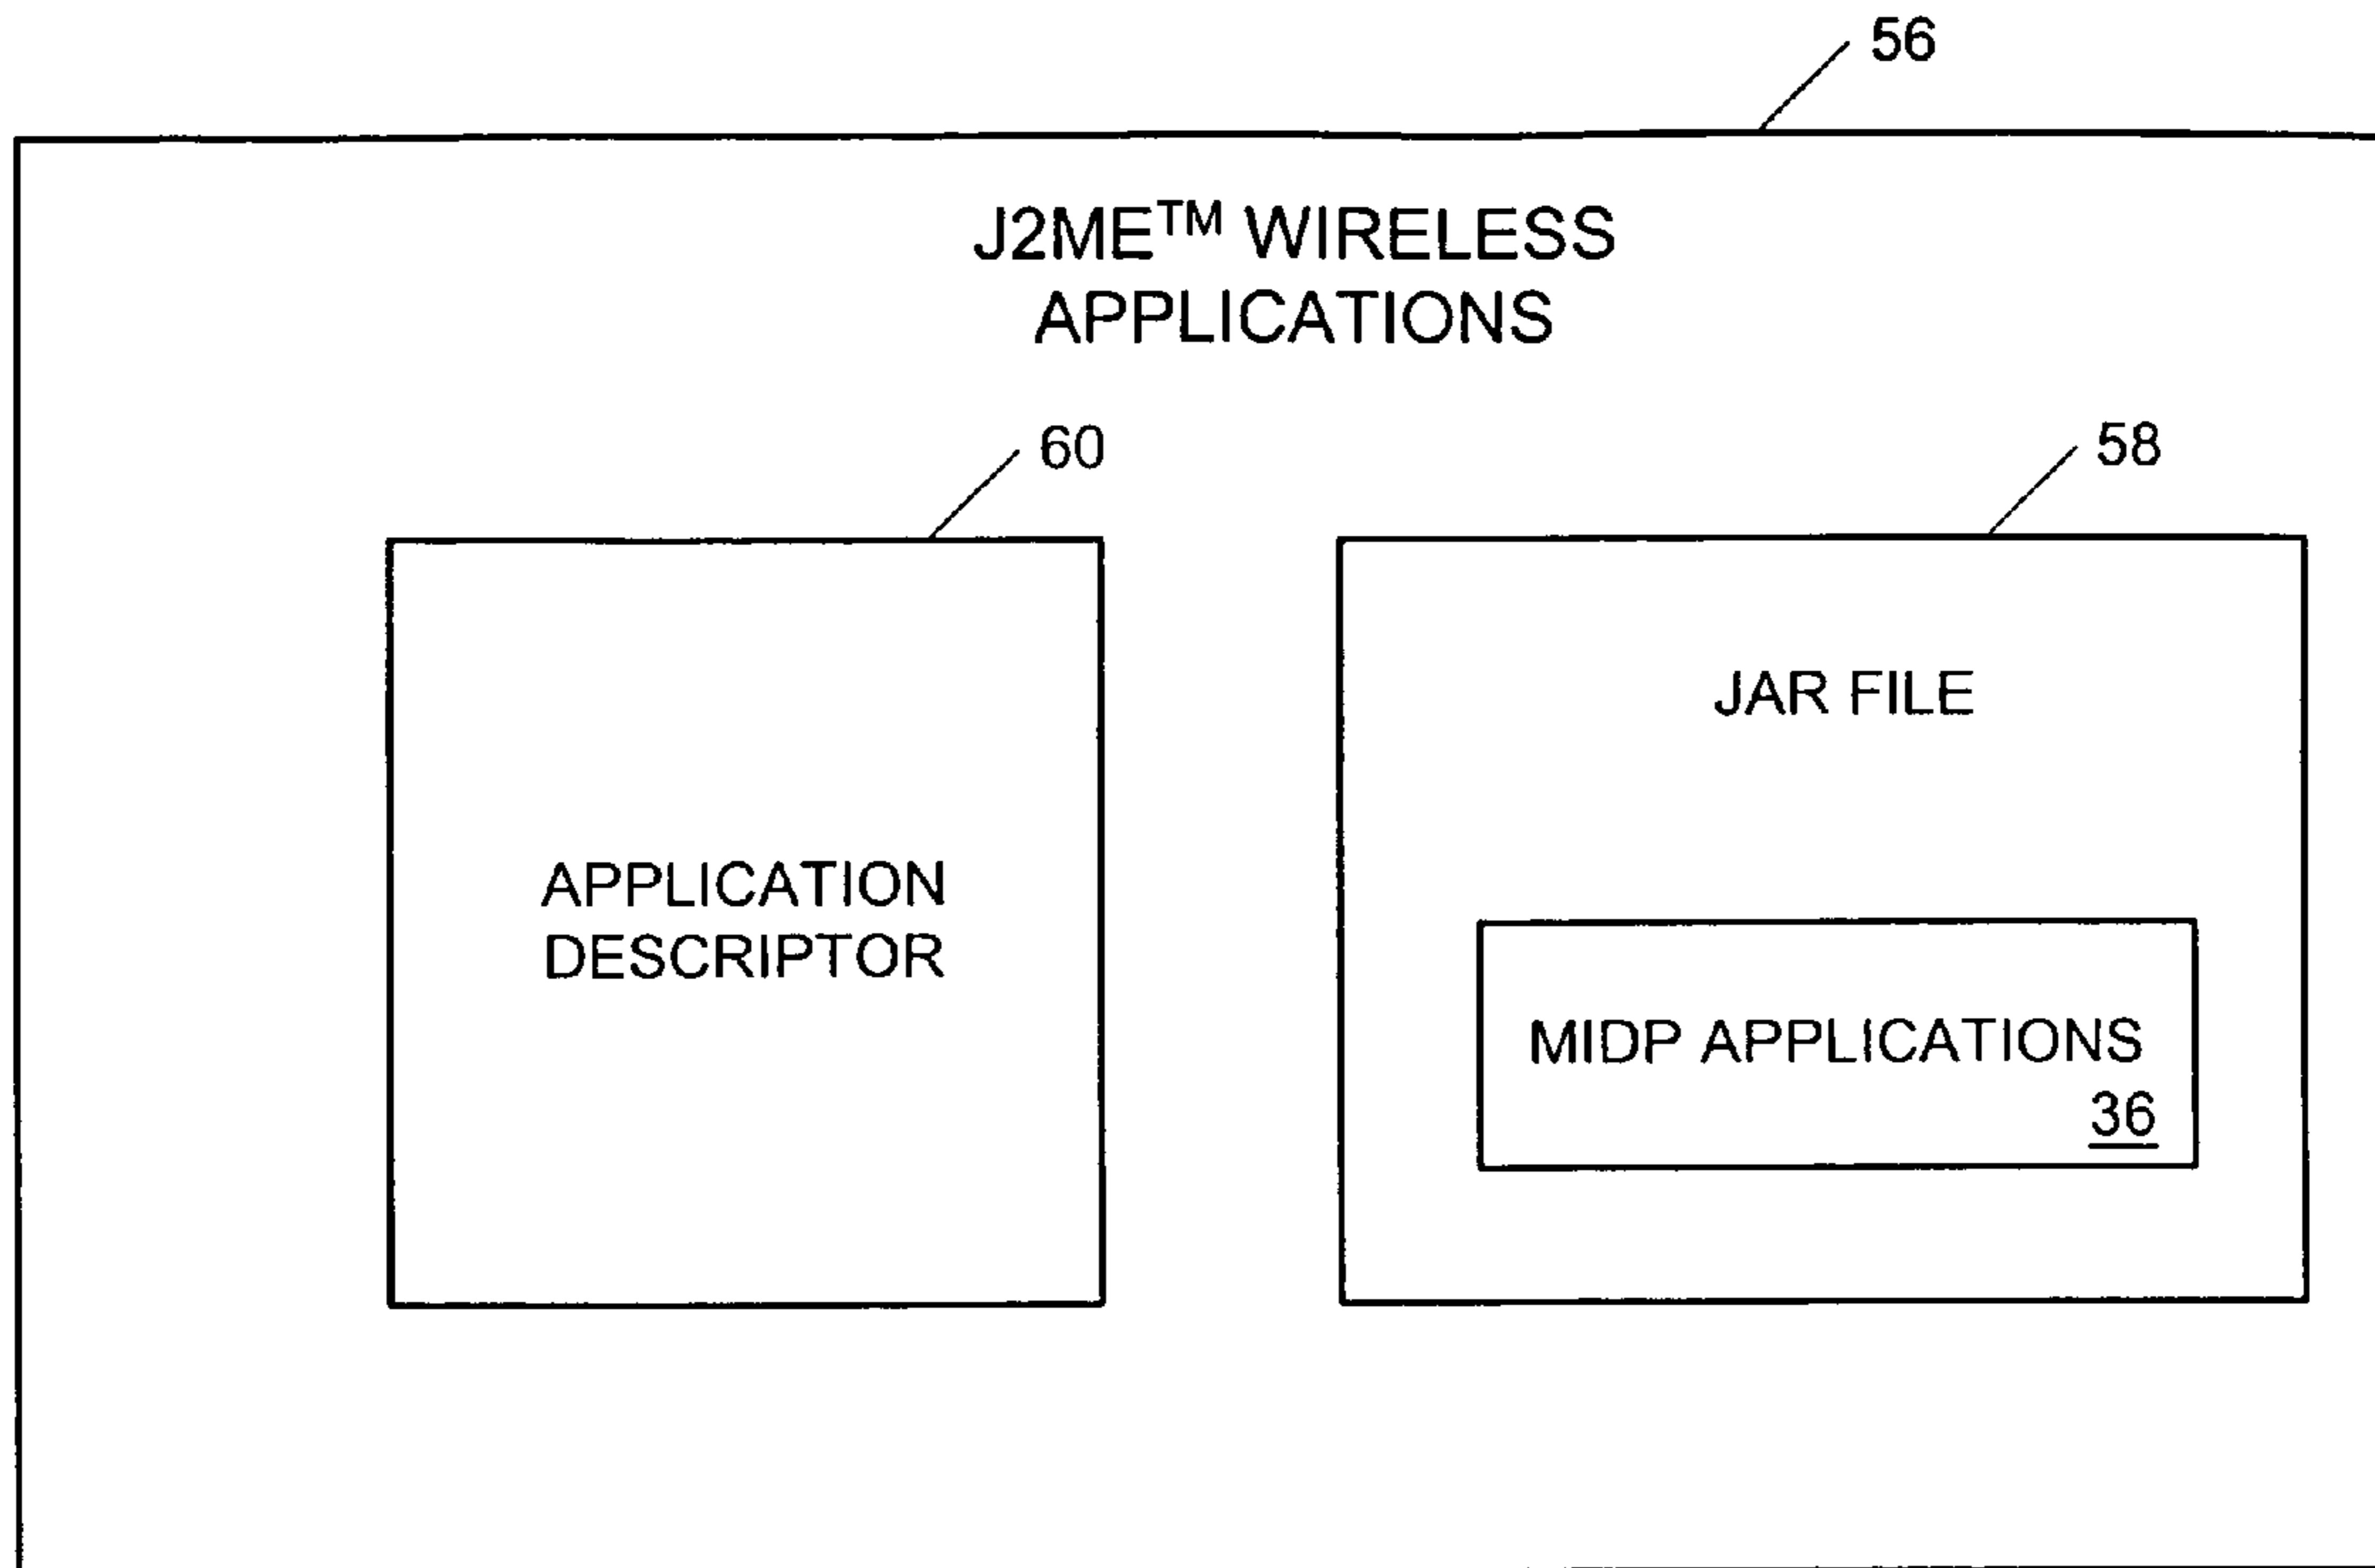 56
J2ME™ WIRELESS
APPLICATIONS
60
58
JAR FILE
APPLICATION
DESCRIPTOR
MIDP APPLICATIONS
36